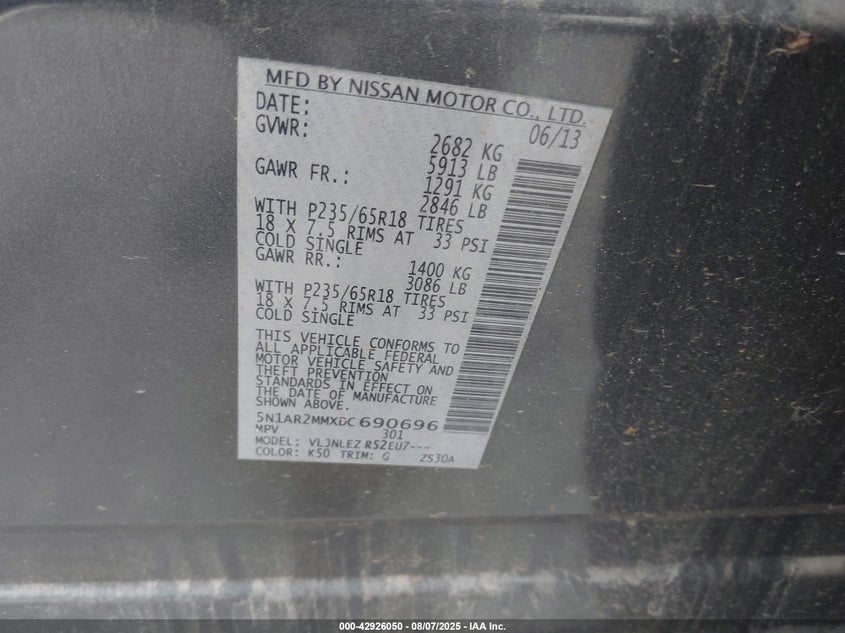 MFD BY NISSAN MOTOR CO., LTD.
DATE: 06/13
GVWR: 2682 KG
5913 LB
GAWR FR.: 1291 KG
2846 LB
WITH P235/65R18 TIRES
18 X 7.5 RIMS AT 33 PSI
COLD SINGLE
GAWR RR.: 1400 KG
3086 LB
WITH P235/65R18 TIRES
18 X 7.5 RIMS AT 33 PSI
COLD SINGLE
THIS VEHICLE CONFORMS TO
ALL APPLICABLE FEDERAL
MOTOR VEHICLE SAFETY AND
THEFT PREVENTION
STANDARDS IN EFFECT ON
THE DATE OF MANUFACTURE
SHOWN ABOVE.
5N1AR2MMXDC690696
MPV 301
MODEL: VLJNLEZ R52EU7---
COLOR: K50 TRIM: G ZS30A
000-42926050 - 08/07/2025 - IAA Inc.